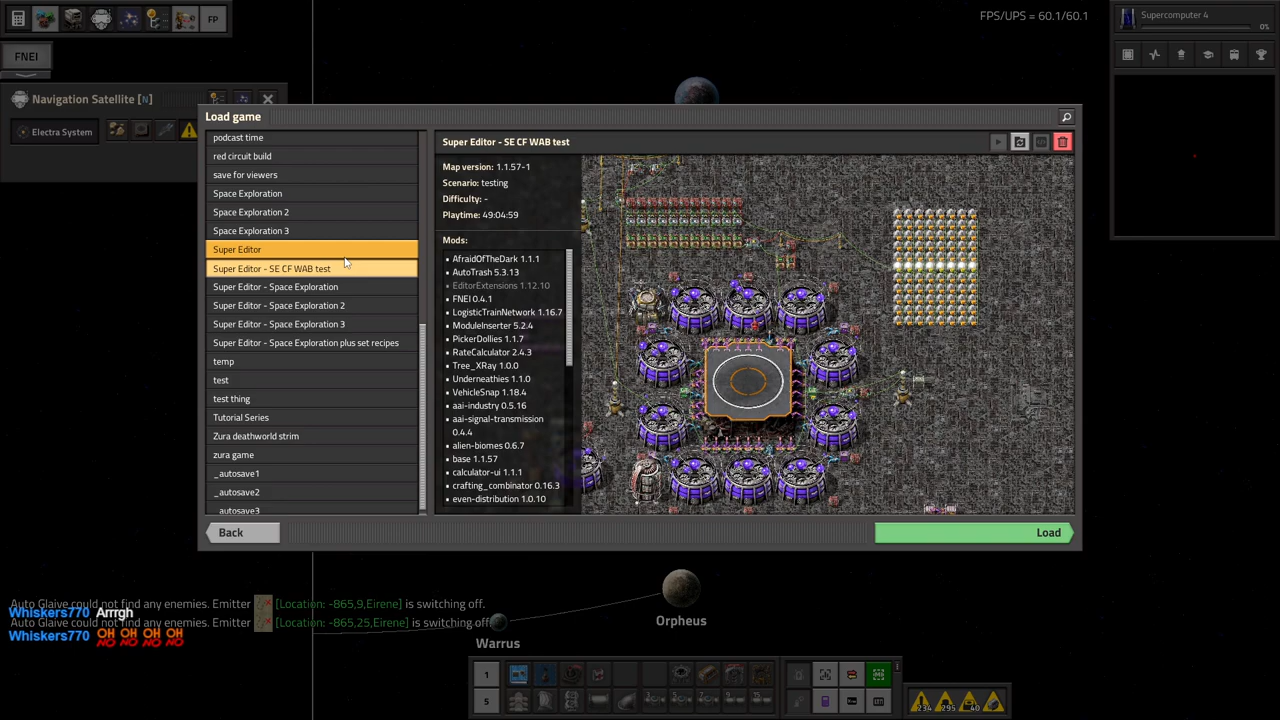 FPS/UPS = 60.1/60.1
Supercomputer 4
0%
FP
FNEI
Navigation Satellite [N]
Electra System
Load game
podcast time
red circuit build
save for viewers
Space Exploration
Space Exploration 2
Space Exploration 3
Super Editor
Super Editor - SE CF WAB test
Super Editor - Space Exploration
Super Editor - Space Exploration 2
Super Editor - Space Exploration 3
Super Editor - Space Exploration plus set recipes
temp
test
test thing
Tutorial Series
Zura deathworld strim
zura game
_autosave1
_autosave2
_autosave3
Super Editor - SE CF WAB test
Map version: 1.1.57-1
Scenario: testing
Difficulty: -
Playtime: 49:04:59
Mods:
• AfraidOfTheDark 1.1.1
• AutoTrash 5.3.13
• EditorExtensions 1.12.10
• FNEI 0.4.1
• LogisticTrainNetwork 1.16.7
• ModuleInserter 5.2.4
• PickerDollies 1.1.7
• RateCalculator 2.4.3
• Tree_XRay 1.0.0
• Underneathies 1.1.0
• VehicleSnap 1.18.4
• aai-industry 0.5.16
• aai-signal-transmission
0.4.4
• alien-biomes 0.6.7
• base 1.1.57
• calculator-ui 1.1.1
• crafting_combinator 0.16.3
• even-distribution 1.0.10
Back
Load
Auto Glaive could not find any enemies. Emitter [Location: -865,9,Eirene] is switching off.
Whiskers770 Arrrgh
Auto Glaive could not find any enemies. Emitter [Location: -865,25,Eirene] is switching off.
Whiskers770 OH NO OH NO OH NO OH NO
Orpheus
Warrus
1
5
234
295
40